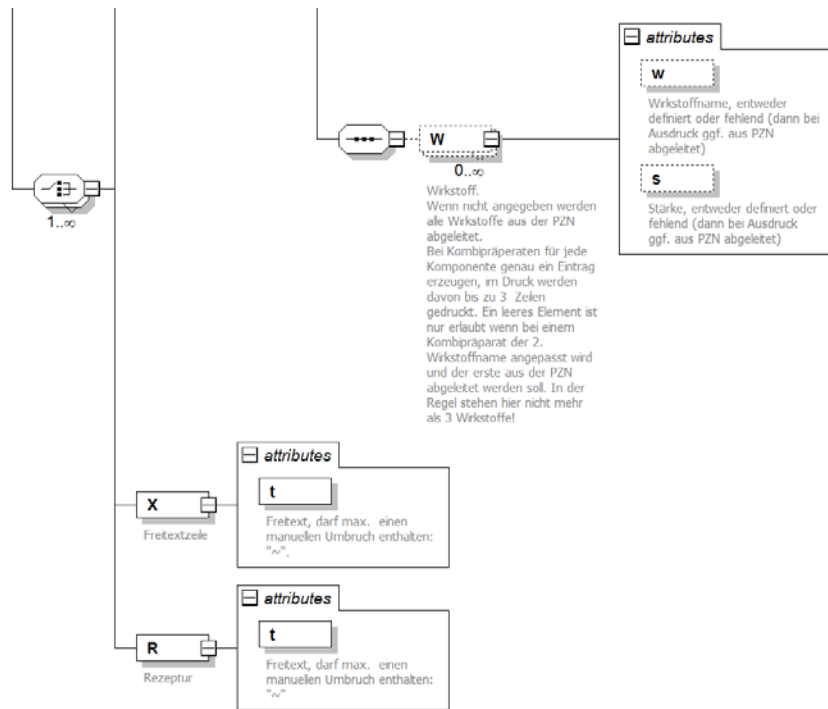 attributes
w
Wirkstoffname, entweder
definiert oder fehlend (dann bei
Ausdruck ggf. aus PZN
abgeleitet)
s
Stärke, entweder definiert oder
fehlend (dann bei Ausdruck
ggf. aus PZN abgeleitet)
W
0..∞
Wirkstoff.
Wenn nicht angegeben werden
alle Wirkstoffe aus der PZN
abgeleitet.
Bei Kombipräperaten für jede
Komponente genau ein Eintrag
erzeugen, im Druck werden
davon bis zu 3 Zeilen
gedruckt. Ein leeres Element ist
nur erlaubt wenn bei einem
Kombipräparat der 2.
Wirkstoffname angepasst wird
und der erste aus der PZN
abgeleitet werden soll. In der
Regel stehen hier nicht mehr
als 3 Wirkstoffe!
1..∞
attributes
t
Freitext, darf max. einen
manuellen Umbruch enthalten:
"~".
X
Freitextzeile
attributes
t
Freitext, darf max. einen
manuellen Umbruch enthalten:
"~"
R
Rezeptur